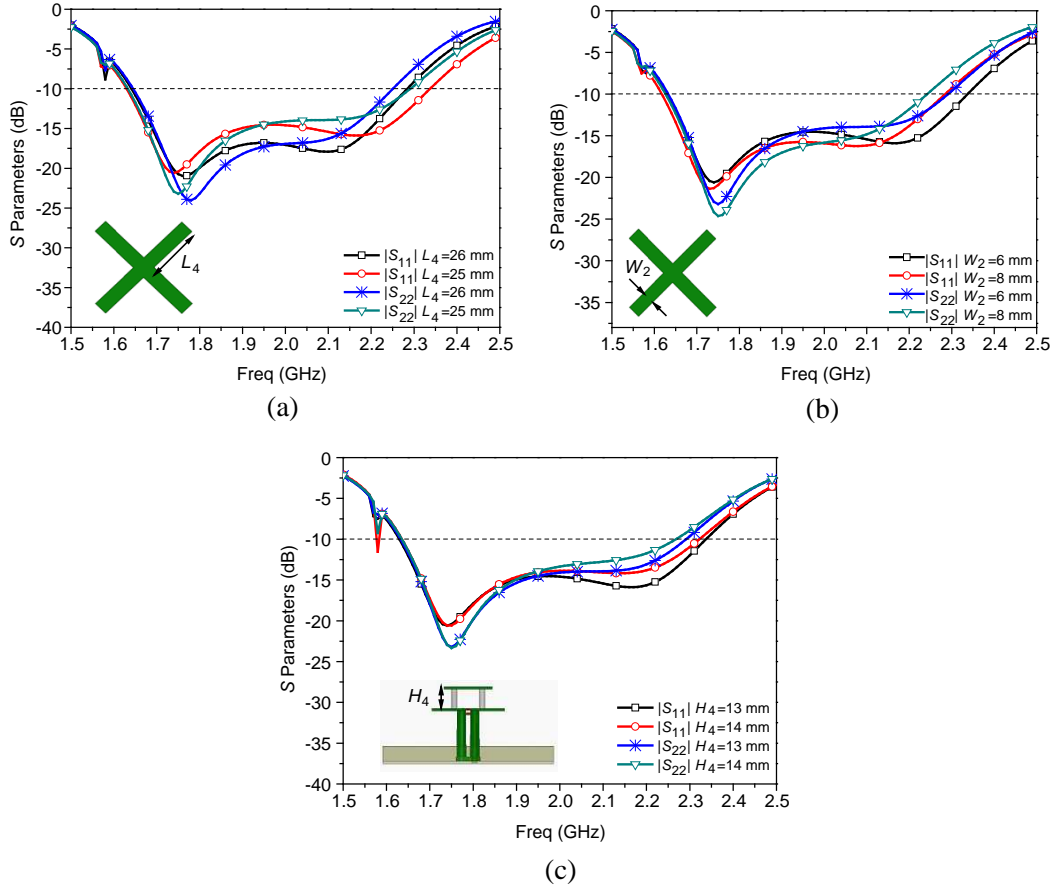 0
-5
-10
-15
-20
-25
-30
-35
-40
S Parameters (dB)
L4
|S11| L4=26 mm
|S11| L4=25 mm
|S22| L4=26 mm
|S22| L4=25 mm
1.5 1.6 1.7 1.8 1.9 2.0 2.1 2.2 2.3 2.4 2.5
Freq (GHz)
(a)
0
-5
-10
-15
-20
-25
-30
-35
S Parameters (dB)
W2
|S11| W2=6 mm
|S11| W2=8 mm
|S22| W2=6 mm
|S22| W2=8 mm
1.5 1.6 1.7 1.8 1.9 2.0 2.1 2.2 2.3 2.4 2.5
Freq (GHz)
(b)
0
-5
-10
-15
-20
-25
-30
-35
-40
S Parameters (dB)
H4
|S11| H4=13 mm
|S11| H4=14 mm
|S22| H4=13 mm
|S22| H4=14 mm
1.5 1.6 1.7 1.8 1.9 2.0 2.1 2.2 2.3 2.4 2.5
Freq (GHz)
(c)